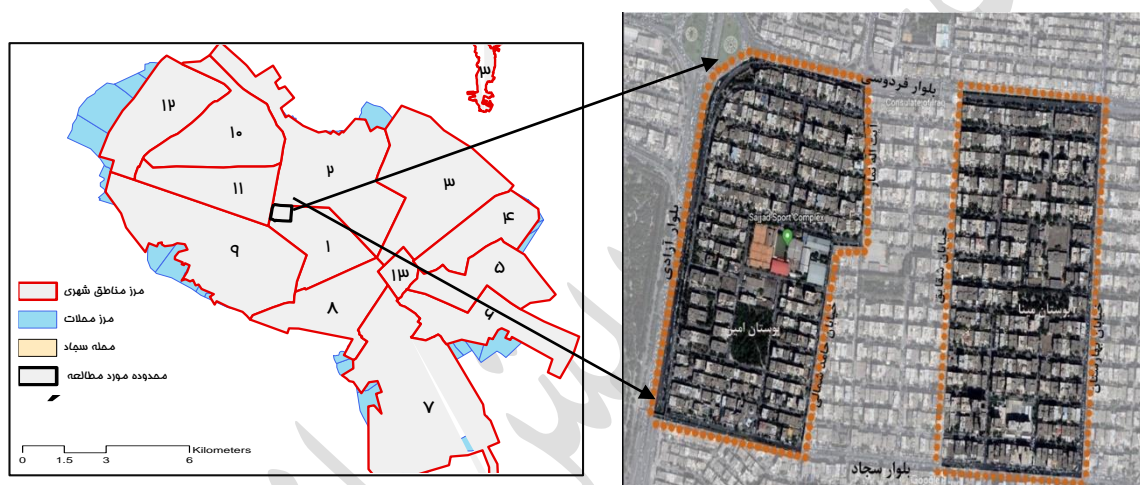 ۱۲
۱۰
۲
۳
۳
۱۱
۴
۹
۱
۱۳
۵
۸
۶
۷
مرز مناطق شهری
مرز محلات
محله سجاد
محدوده مورد مطالعه
Kilometers
0 1.5 3 6
بلوار فردوسی
Consulate of Iraq
Sajjad Sport Complex
بلوار آزادی
بوستان امین
بوستان مینا
بلوار سجاد